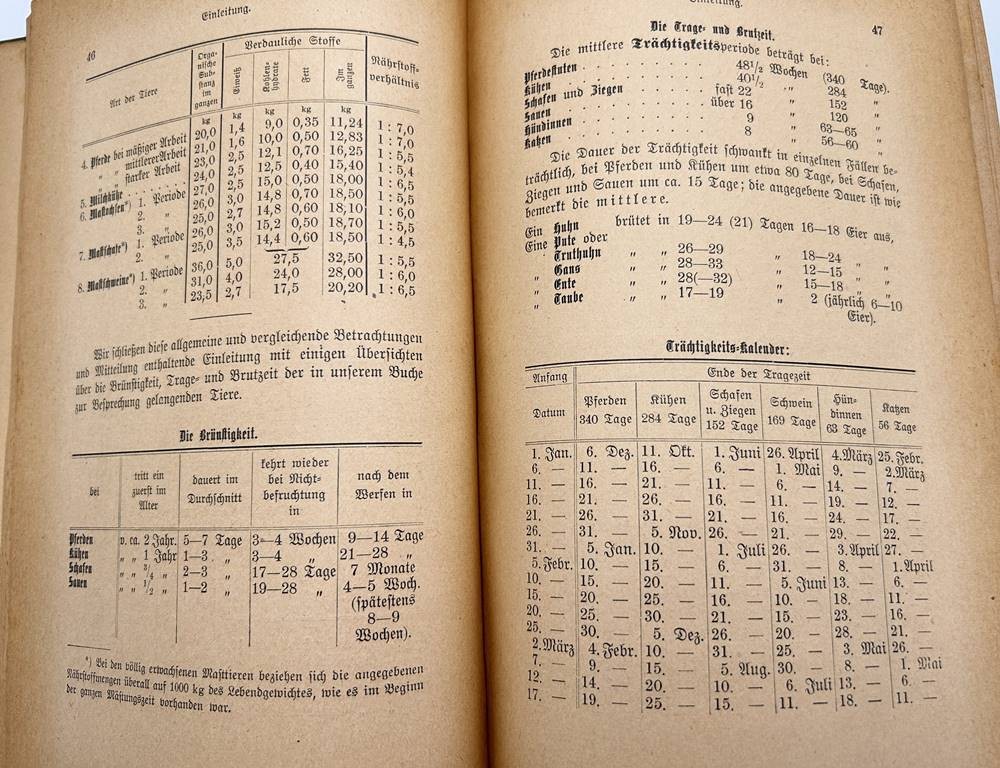 Einleitung.
46
Art der Tiere | Orga-nische Sub-stanz im ganzen | Verdauliche Stoffe | Nährstoff-verhältnis
Eiweiß | Kohlen-hydrate | Fett | Im ganzen
kg | kg | kg | kg | kg
4. Pferde bei mäßiger Arbeit | 20,0 | 1,4 | 9,0 | 0,35 | 11,24 | 1 : 7,0
„ „ mittlerer Arbeit | 21,0 | 1,6 | 10,0 | 0,50 | 12,83 | 1 : 7,0
„ „ starker Arbeit | 23,0 | 2,5 | 12,1 | 0,70 | 16,25 | 1 : 5,5
5. Milchkühe . . . . . . . | 24,0 | 2,5 | 12,5 | 0,40 | 15,40 | 1 : 5,4
6. Mastochsen*) 1. Periode | 27,0 | 2,5 | 15,0 | 0,50 | 18,00 | 1 : 6,5
2. „ | 26,0 | 3,0 | 14,8 | 0,70 | 18,50 | 1 : 5,5
3. „ | 25,0 | 2,7 | 14,8 | 0,60 | 18,10 | 1 : 6,0
7. Mastschafe*) 1. Periode | 26,0 | 3,0 | 15,2 | 0,50 | 18,70 | 1 : 5,5
2. „ | 25,0 | 3,5 | 14,4 | 0,60 | 18,50 | 1 : 4,5
8. Mastschweine*) 1. Periode | 36,0 | 5,0 | 27,5 | 32,50 | 1 : 5,5
2. „ | 31,0 | 4,0 | 24,0 | 28,00 | 1 : 6,0
3. „ | 23,5 | 2,7 | 17,5 | 20,20 | 1 : 6,5
Wir schließen diese allgemeine und vergleichende Betrachtungen
und Mitteilung enthaltende Einleitung mit einigen Übersichten
über die Brünstigkeit, Trage- und Brutzeit der in unserem Buche
zur Besprechung gelangenden Tiere.
Die Brünstigkeit.
bei | tritt ein zuerst im Alter | dauert im Durchschnitt | kehrt wieder bei Nicht-befruchtung in | nach dem Werfen in
Pferden | v. ca. 2 Jahr. | 5—7 Tage | 3—4 Wochen | 9—14 Tage
Kühen | „ „ 1 Jahr | 1—3 „ | 3—4 „ | 21—28 „
Schafen | „ „ 3/4 „ | 2—3 „ | 17—28 Tage | 7 Monate
Sauen | „ „ 1/2 „ | 1—2 „ | 19—28 „ | 4—5 Woch.
(spätestens
8—9
Wochen).
*) Bei den völlig erwachsenen Masttieren beziehen sich die angegebenen
Nährstoffmengen überall auf 1000 kg des Lebendgewichtes, wie es im Beginn
der ganzen Mästungszeit vorhanden war.
Einleitung.
47
Die Trage- und Brutzeit.
Die mittlere Trächtigkeitsperiode beträgt bei:
Pferdestuten . . . . . . . 48 1/2 Wochen (340 Tage).
Kühen . . . . . . . 40 1/2 „ 284 „
Schafen und Ziegen . . . . . . . fast 22 „ 152 „
Sauen . . . . . . . über 16 „ 120 „
Hündinnen . . . . . . . 9 „ 63—65 „
Katzen . . . . . . . 8 „ 56—60 „
Die Dauer der Trächtigkeit schwankt in einzelnen Fällen be-
trächtlich, bei Pferden und Kühen um etwa 80 Tage, bei Schafen,
Ziegen und Sauen um ca. 15 Tage; die angegebene Dauer ist wie
bemerkt die mittlere.
Ein Huhn brütet in 19—24 (21) Tagen 16—18 Eier aus,
Eine Pute oder
Truthuhn „ „ 26—29 „ 18—24 „
„ Gans „ „ 28—33 „ 12—15 „ „
„ Ente „ „ 28(—32) „ 15—18 „ „
„ Taube „ „ 17—19 „ 2 (jährlich 6—10
Eier).
Trächtigkeits-Kalender:
Anfang | Ende der Tragezeit
Datum | Pferden 340 Tage | Kühen 284 Tage | Schafen u. Ziegen 152 Tage | Schwein 169 Tage | Hün-dinnen 63 Tage | Katzen 56 Tage
1. Jan. | 6. Dez. | 11. Okt. | 1. Juni | 26. April | 4. März | 25. Febr.
6. — | 11. — | 16. — | 6. — | 1. Mai | 9. — | 2. März
11. — | 16. — | 21. — | 11. — | 6. — | 14. — | 7. —
16. — | 21. — | 26. — | 16. — | 11. — | 19. — | 12. —
21. — | 26. — | 31. — | 21. — | 16. — | 24. — | 17. —
26. — | 31. — | 5. Nov. | 26. — | 21. — | 29. — | 22. —
31. — | 5. Jan. | 10. — | 1. Juli | 26. — | 3. April | 27. —
5. Febr. | 10. — | 15. — | 6. — | 31. — | 8. — | 1. April
10. — | 15. — | 20. — | 11. — | 5. Juni | 13. — | 6. —
15. — | 20. — | 25. — | 16. — | 10. — | 18. — | 11. —
20. — | 25. — | 30. — | 21. — | 15. — | 23. — | 16. —
25. — | 30. — | 5. Dez. | 26. — | 20. — | 28. — | 21. —
2. März | 4. Febr. | 10. — | 31. — | 25. — | 3. Mai | 26. —
7. — | 9. — | 15. — | 5. Aug. | 30. — | 8. — | 1. Mai
12. — | 14. — | 20. — | 10. — | 6. Juli | 13. — | 6. —
17. — | 19. — | 25. — | 15. — | 11. — | 18. — | 11. —